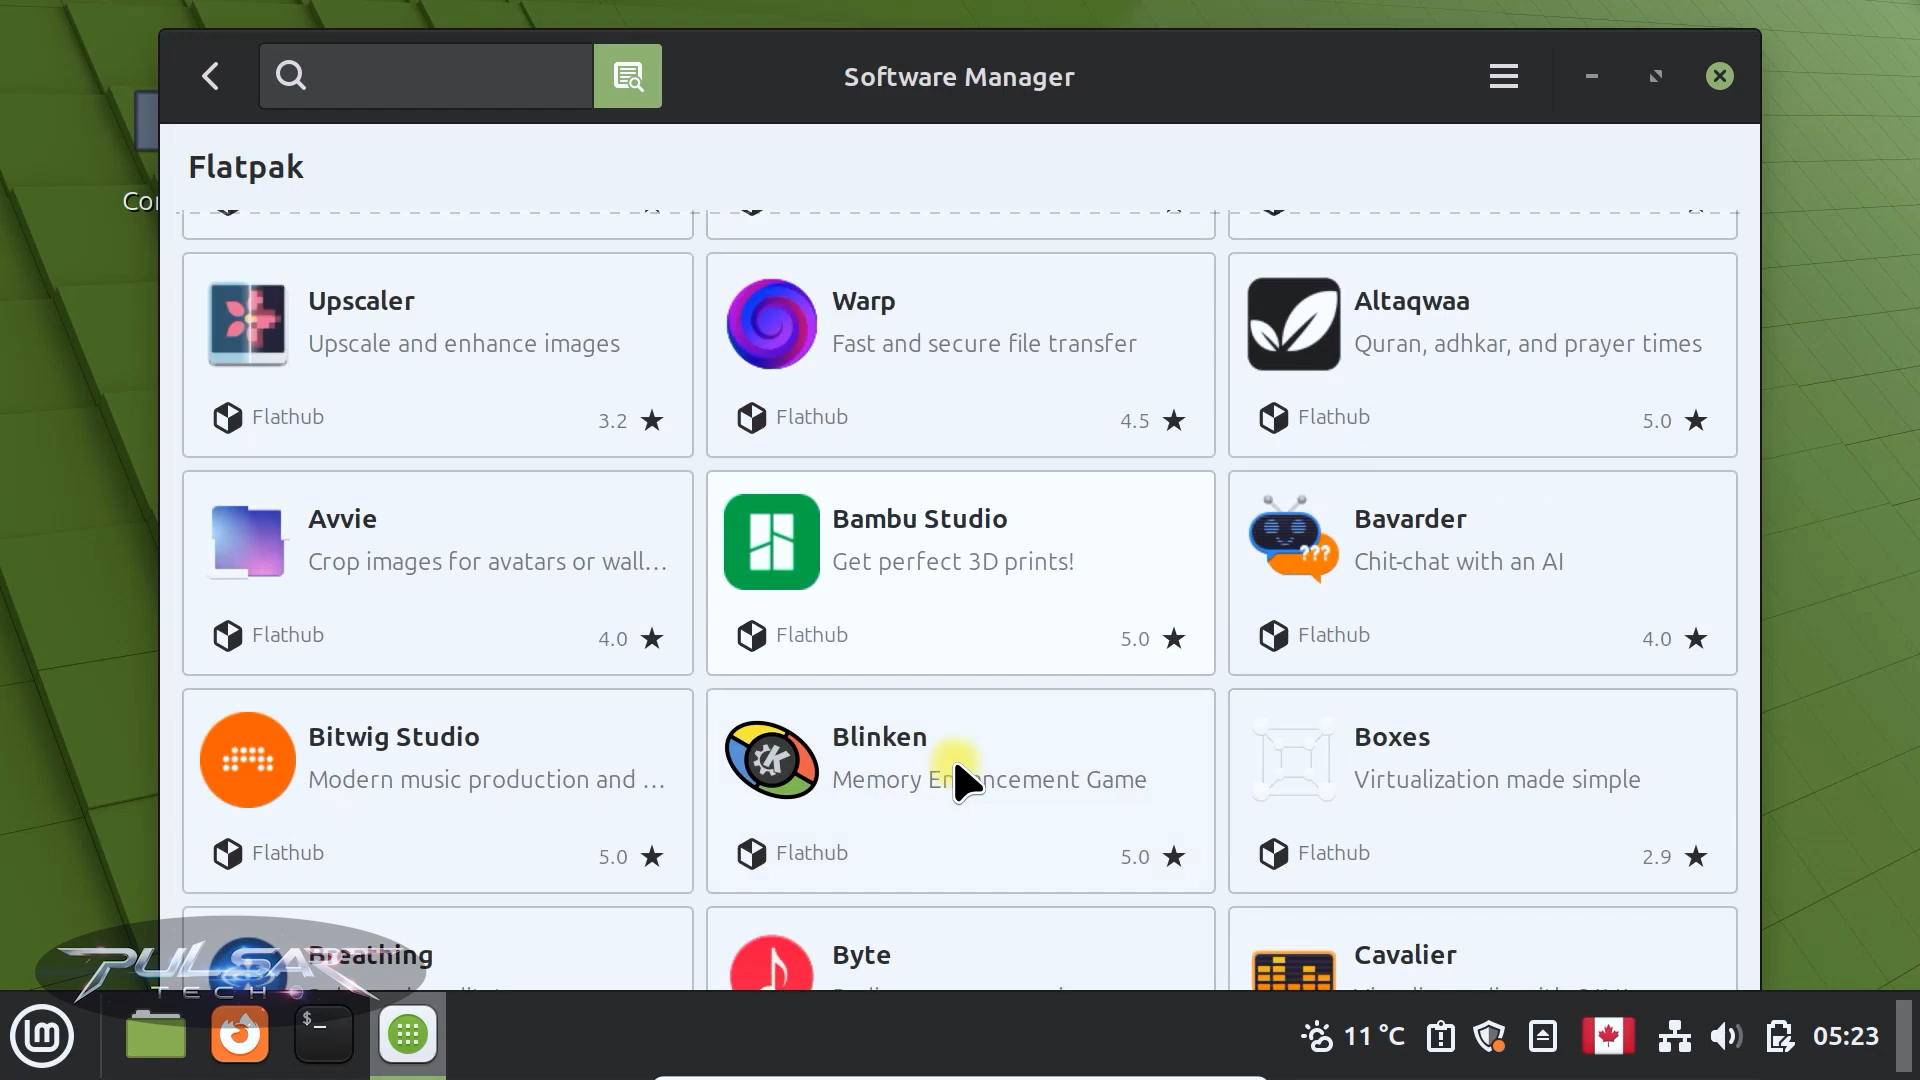 Software Manager
Flatpak
Upscaler
Upscale and enhance images
Flathub
3.2
Warp
Fast and secure file transfer
Flathub
4.5
Altaqwaa
Quran, adhkar, and prayer times
Flathub
5.0
Avvie
Crop images for avatars or wall...
Flathub
4.0
Bambu Studio
Get perfect 3D prints!
Flathub
5.0
???
Bavarder
Chit-chat with an AI
Flathub
4.0
Bitwig Studio
Modern music production and ...
Flathub
5.0
Blinken
Memory Enhancement Game
Flathub
5.0
Boxes
Virtualization made simple
Flathub
2.9
Breathing
Byte
Cavalier
PULSAR
TECH
$_
11 °C
05:23